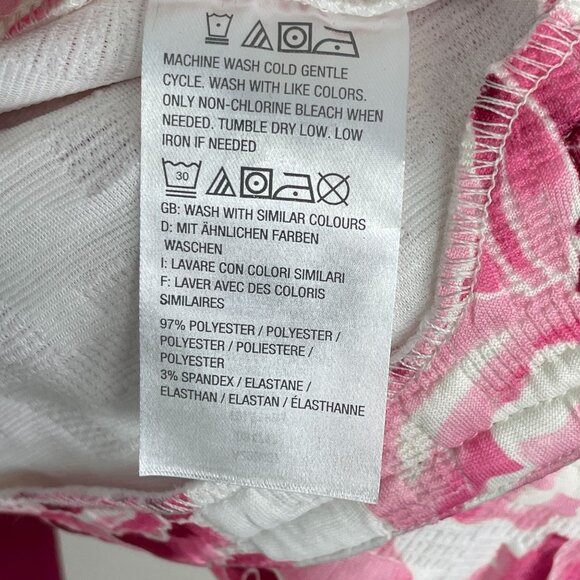 MACHINE WASH COLD GENTLE
CYCLE. WASH WITH LIKE COLORS.
ONLY NON-CHLORINE BLEACH WHEN
NEEDED. TUMBLE DRY LOW. LOW
IRON IF NEEDED
30
GB: WASH WITH SIMILAR COLOURS
D: MIT ÄHNLICHEN FARBEN
WASCHEN
I: LAVARE CON COLORI SIMILARI
F: LAVER AVEC DES COLORIS
SIMILAIRES
97% POLYESTER / POLYESTER /
POLYESTER / POLIESTERE /
POLYESTER
3% SPANDEX / ELASTANE /
ELASTHAN / ELASTAN / ÉLASTHANNE